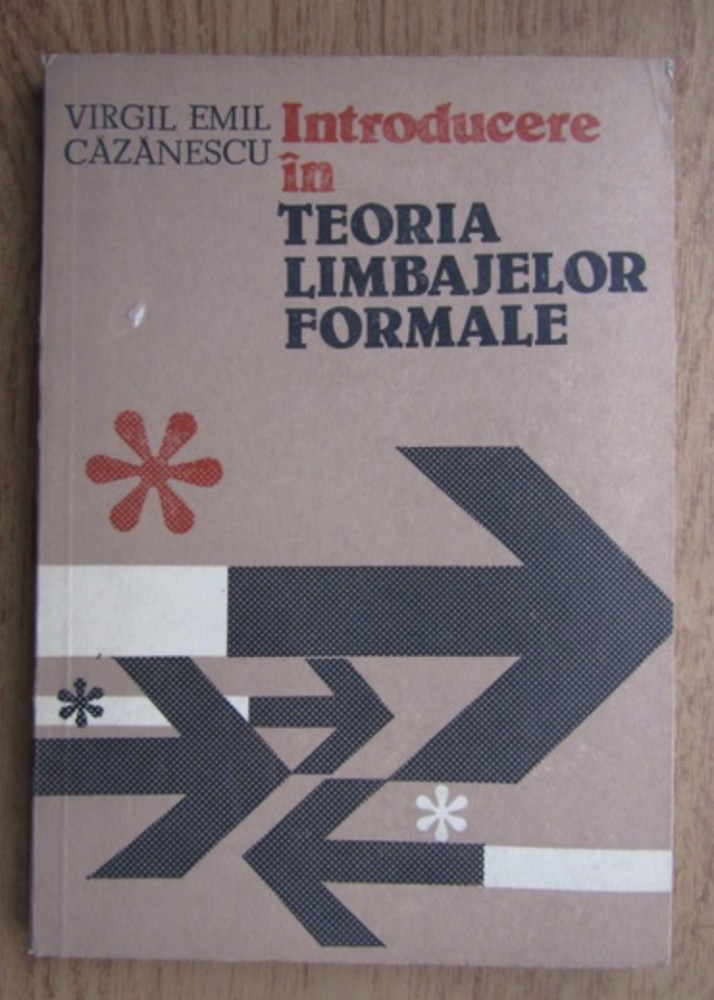 VIRGIL EMIL
CĂZĂNESCU
Introducere
în
TEORIA
LIMBAJELOR
FORMALE